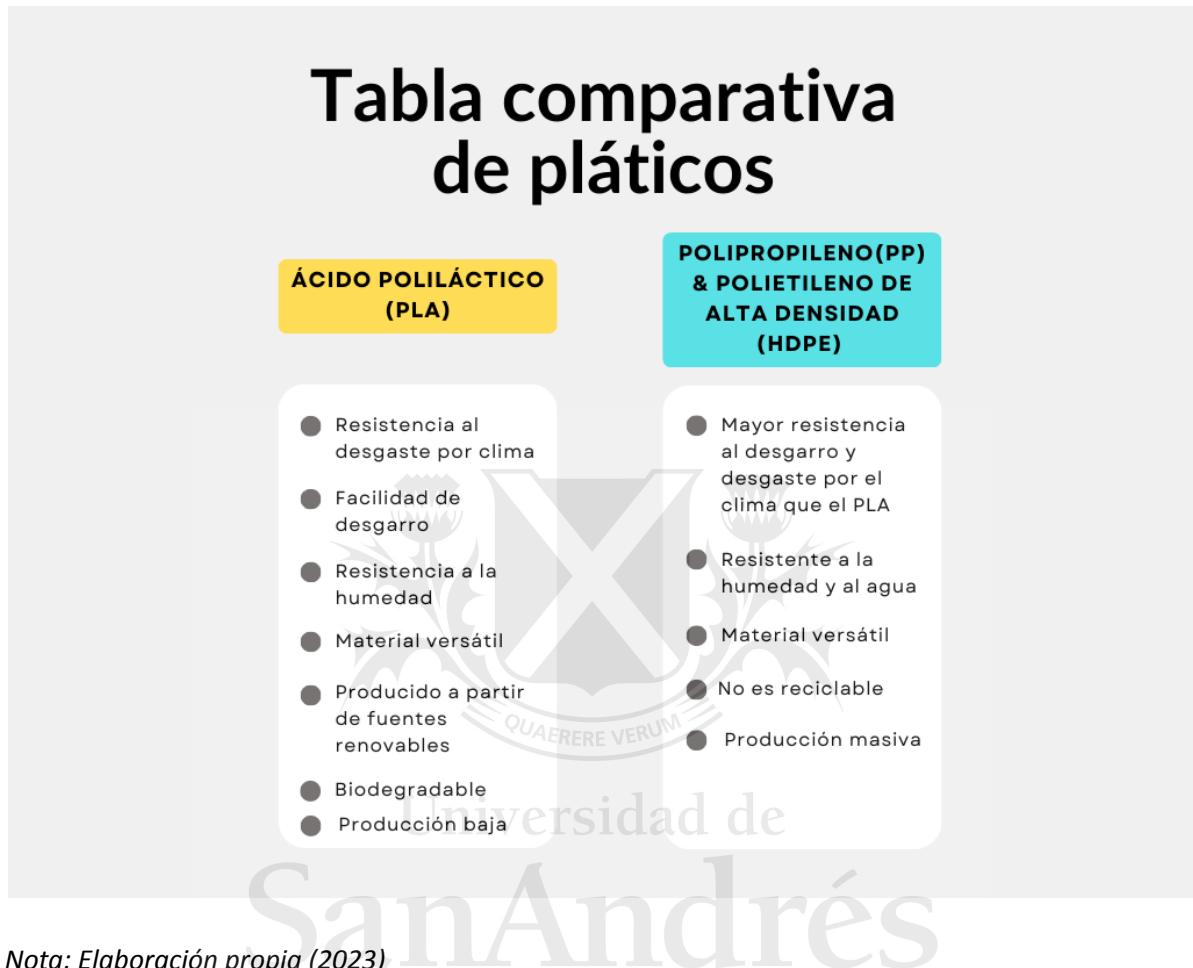 Tabla comparativa
de pláticos
ÁCIDO POLILÁCTICO
(PLA)
Resistencia al
desgaste por clima
Facilidad de
desgarro
Resistencia a la
humedad
Material versátil
Producido a partir
de fuentes
renovables
Biodegradable
Producción baja
POLIPROPILENO(PP)
& POLIETILENO DE
ALTA DENSIDAD
(HDPE)
Mayor resistencia
al desgarro y
desgaste por el
clima que el PLA
Resistente a la
humedad y al agua
Material versátil
No es reciclable
Producción masiva
QUAERERE VERUM
Universidad de
SanAndrés
Nota: Elaboración propia (2023)